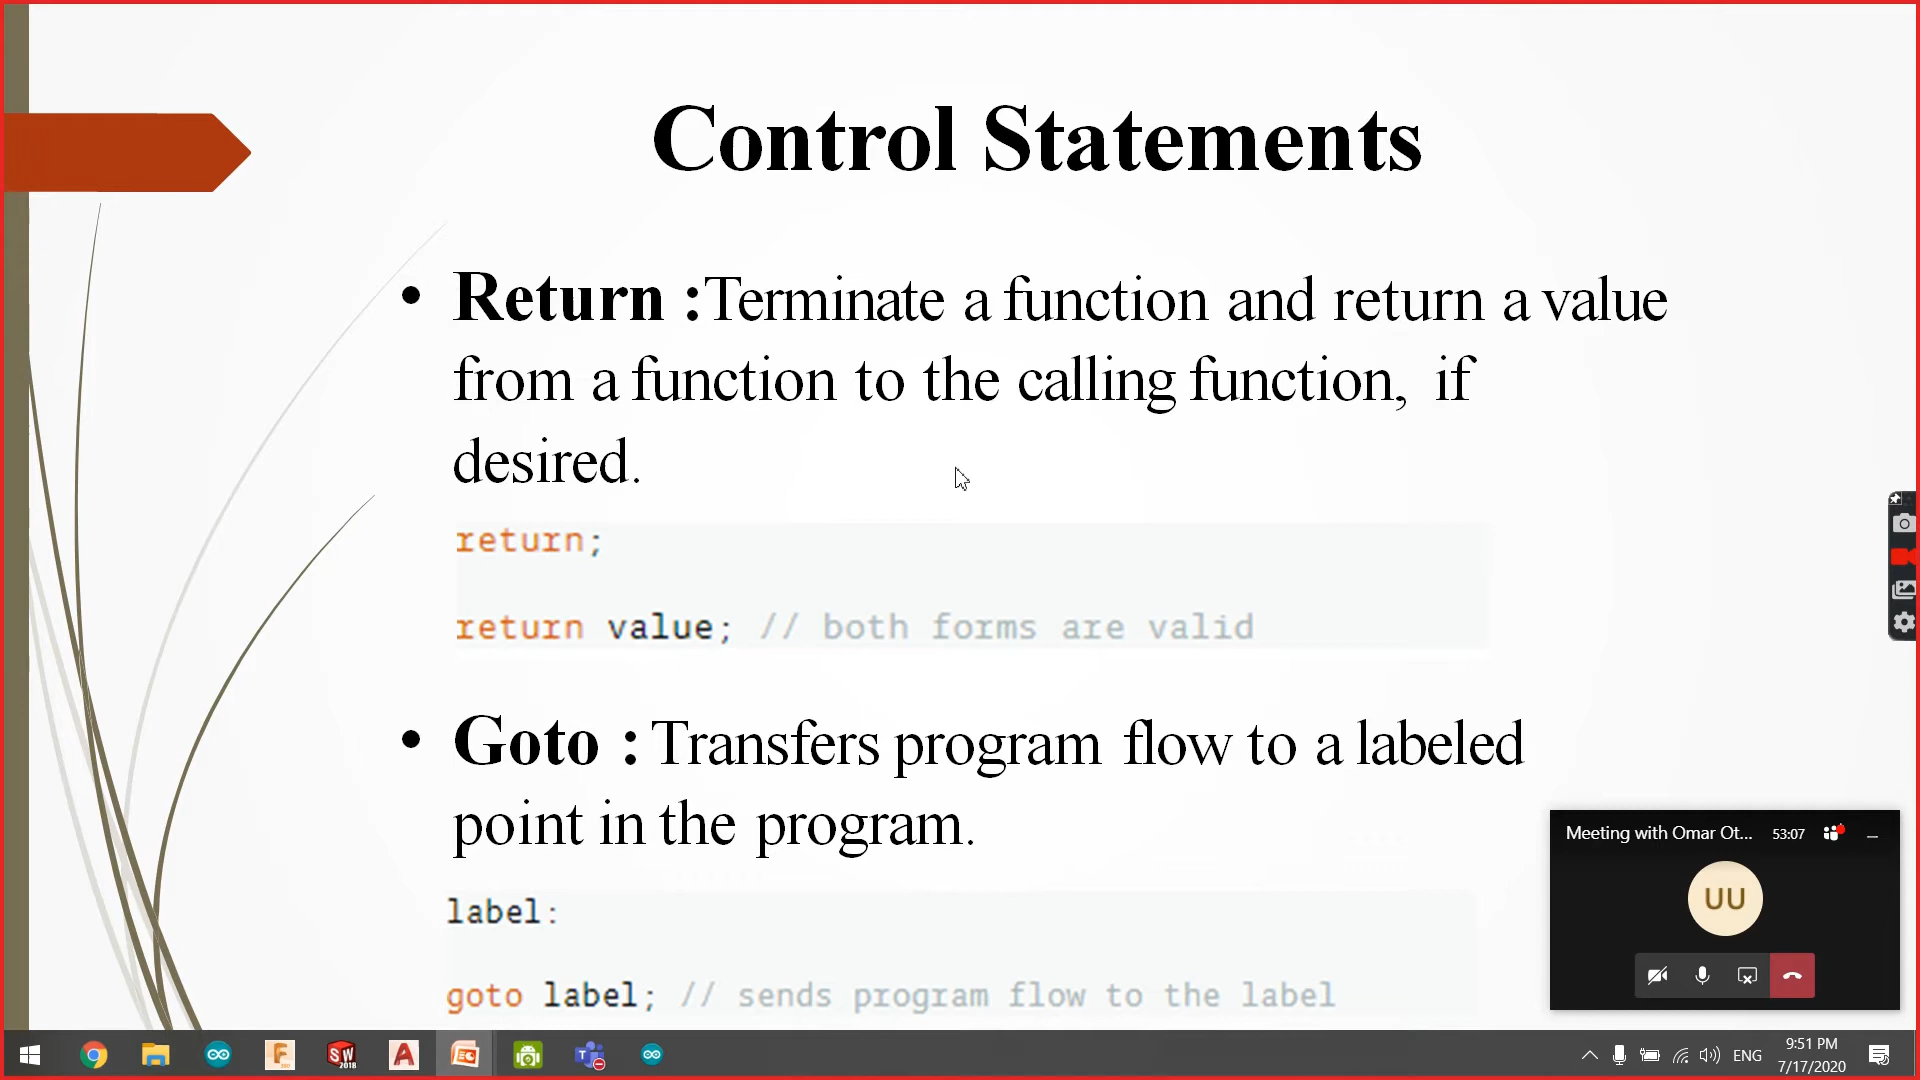 Control Statements
• Return :Terminate a function and return a value
from a function to the calling function, if
desired.
return;
return value; // both forms are valid
• Goto : Transfers program flow to a labeled
point in the program.
label:
goto label; // sends program flow to the label
Meeting with Omar Ot... 53:07
UU
SW
2018
A
ENG
9:51 PM
7/17/2020